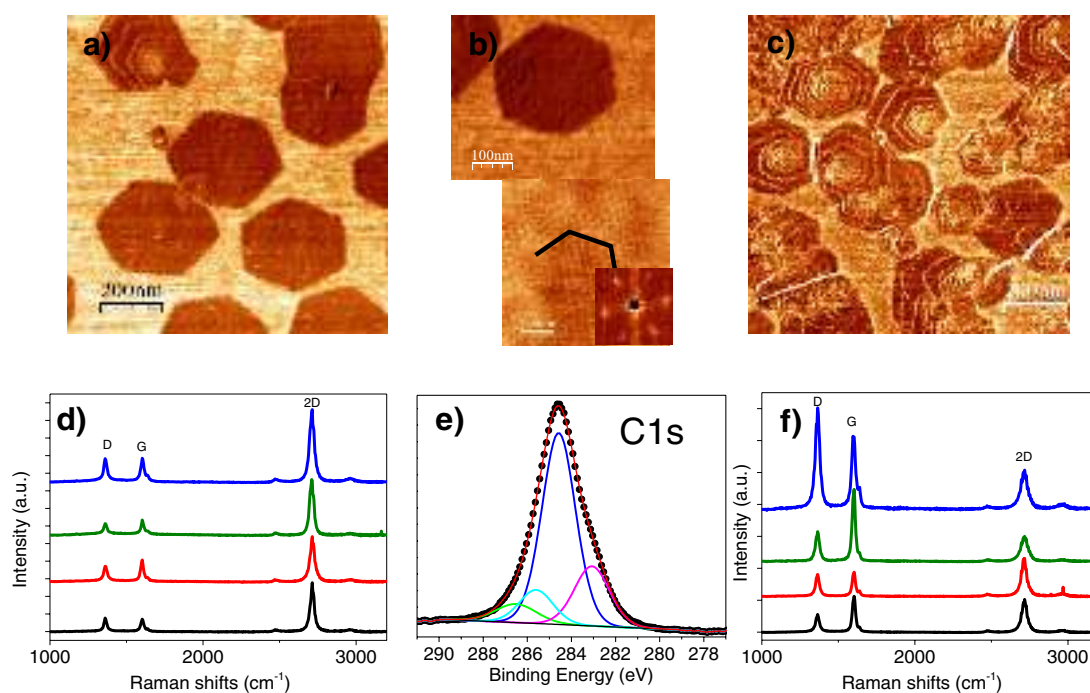 a)
200nm
b)
100nm
c)
d)
D
G
2D
Intensity (a.u.)
1000
2000
3000
Raman shifts (cm-1)
e)
C1s
290
288
286
284
282
280
278
Binding Energy (eV)
f)
D
G
2D
Intensity (a.u.)
1000
2000
3000
Raman shifts (cm-1)